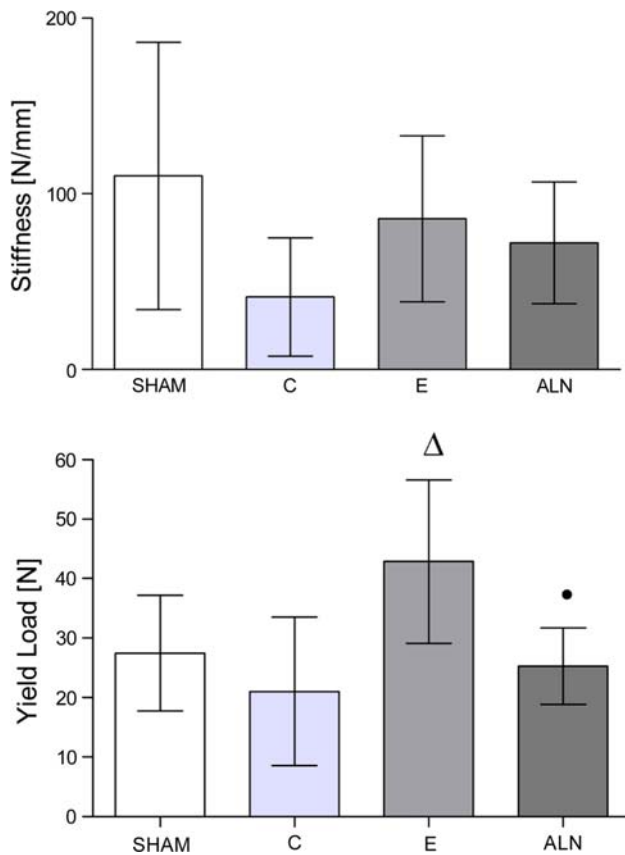 Stiffness [N/mm]
200
100
0
SHAM C E ALN
Yield Load [N]
Δ
60
50
40
•
30
20
10
0
SHAM C E ALN